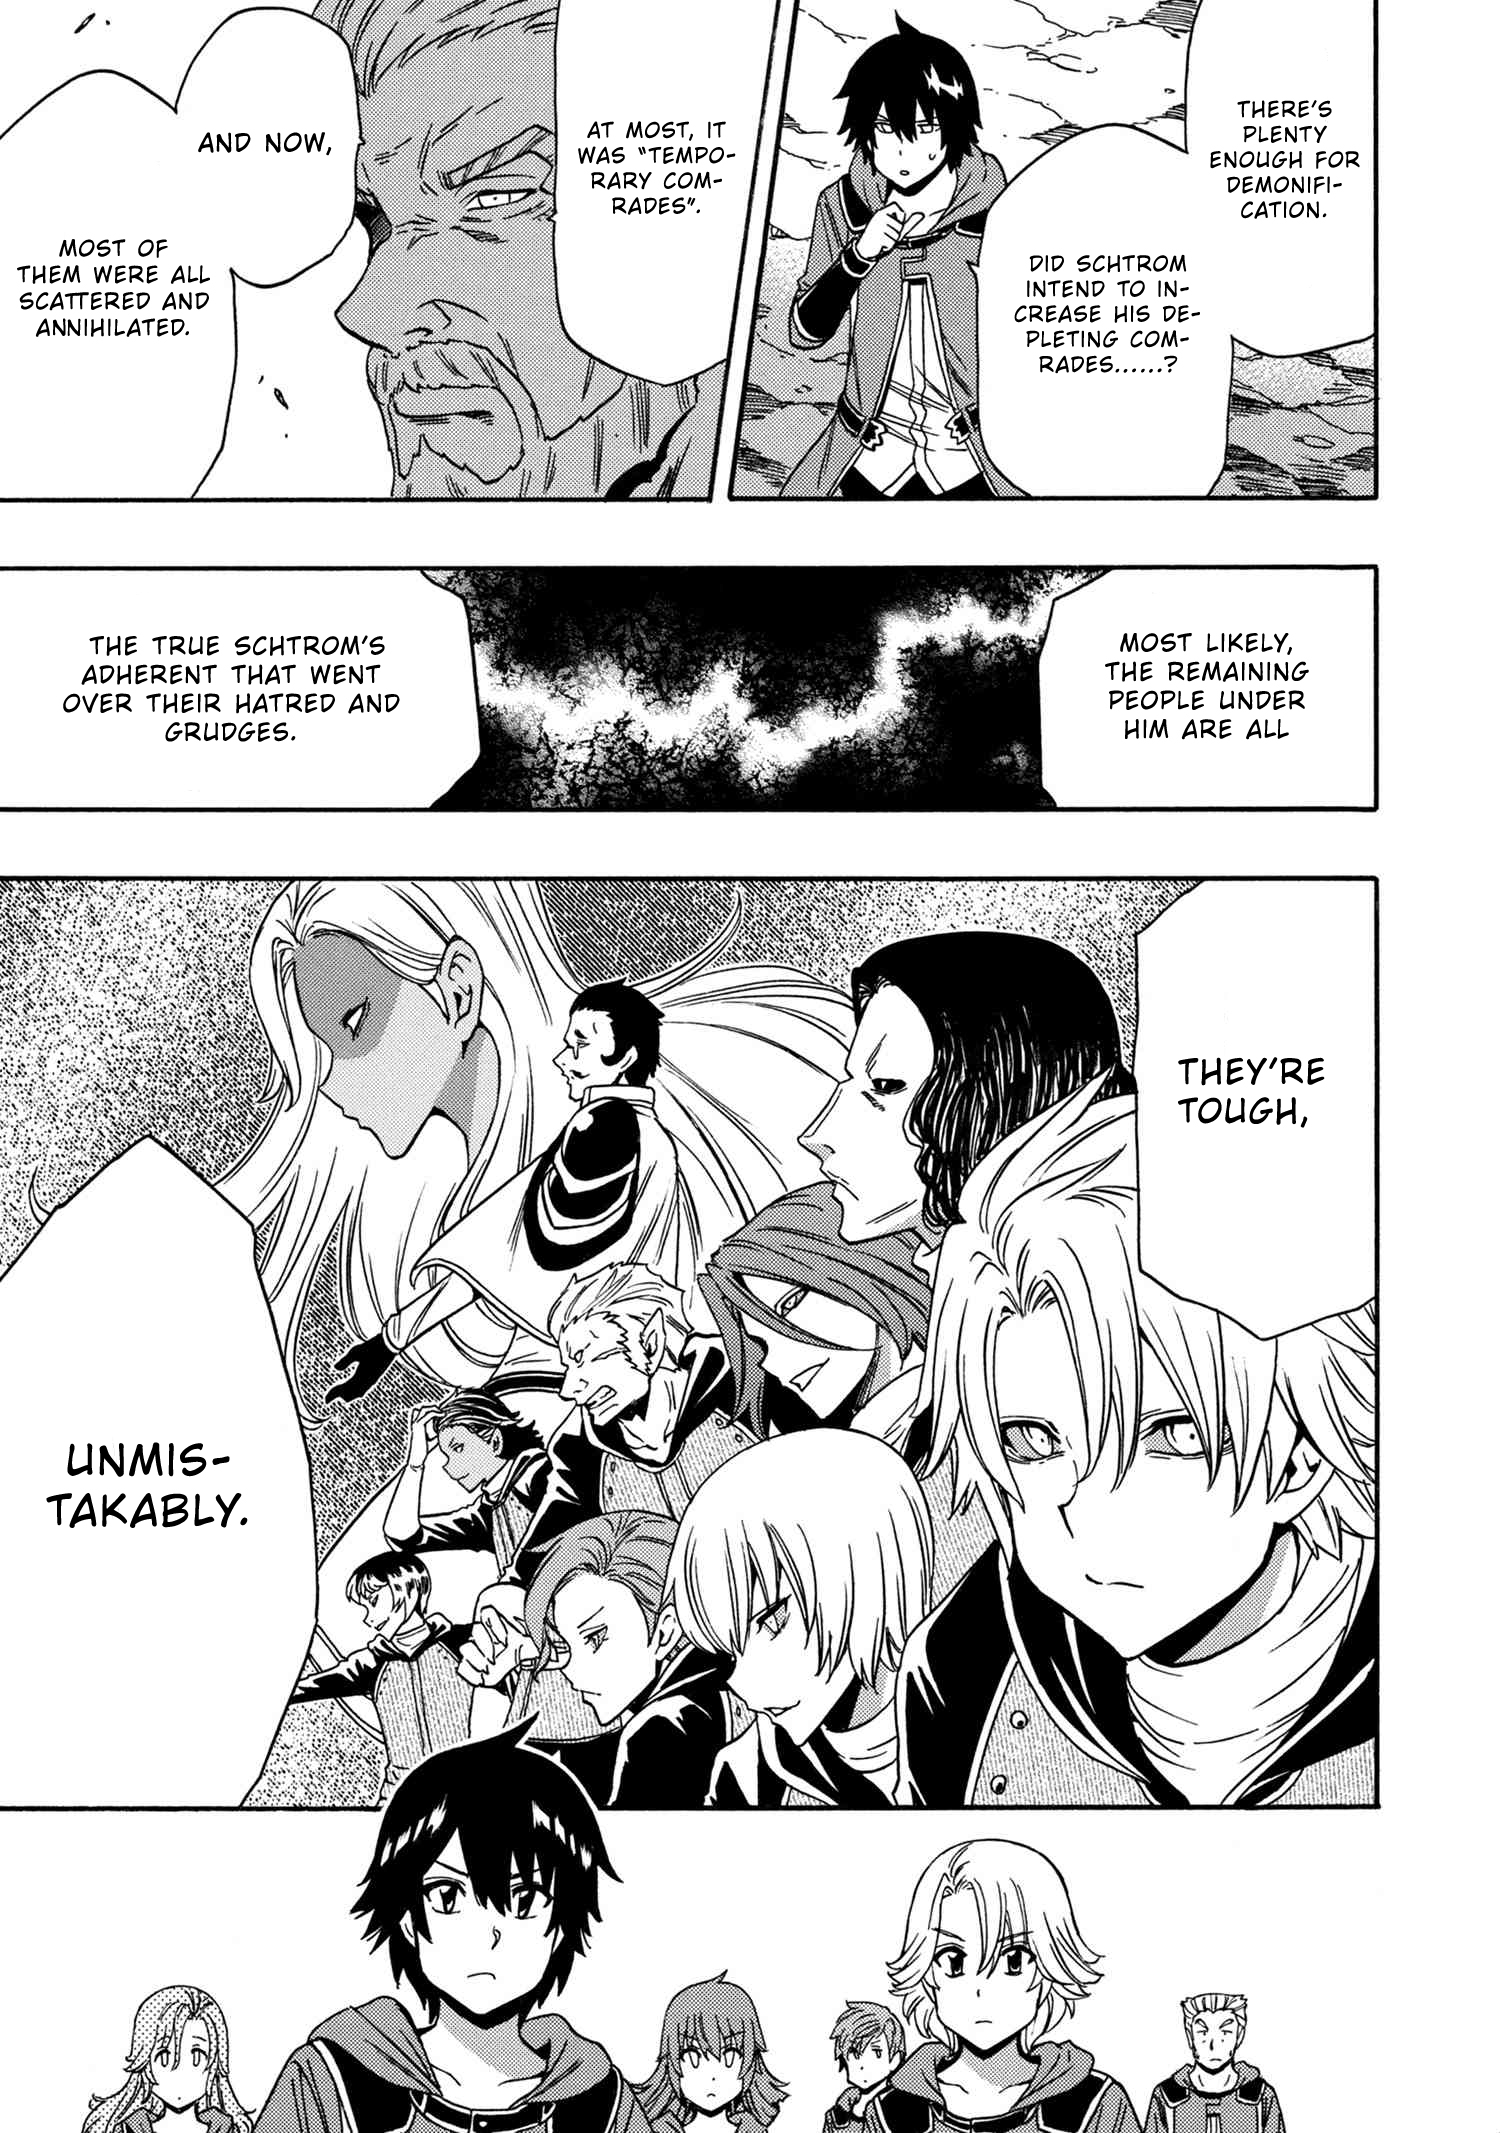 THERE'S
PLENTY
ENOUGH FOR
DEMONIFI-
CATION.
DID SCHTROM
INTEND TO IN-
CREASE HIS DE-
PLETING COM-
RADES......?
AT MOST, IT
WAS "TEMPO-
RARY COM-
RADES".
AND NOW,
MOST OF
THEM WERE ALL
SCATTERED AND
ANNIHILATED.
MOST LIKELY,
THE REMAINING
PEOPLE UNDER
HIM ARE ALL
THE TRUE SCHTROM'S
ADHERENT THAT WENT
OVER THEIR HATRED AND
GRUDGES.
THEY'RE
TOUGH,
UNMIS-
TAKABLY.